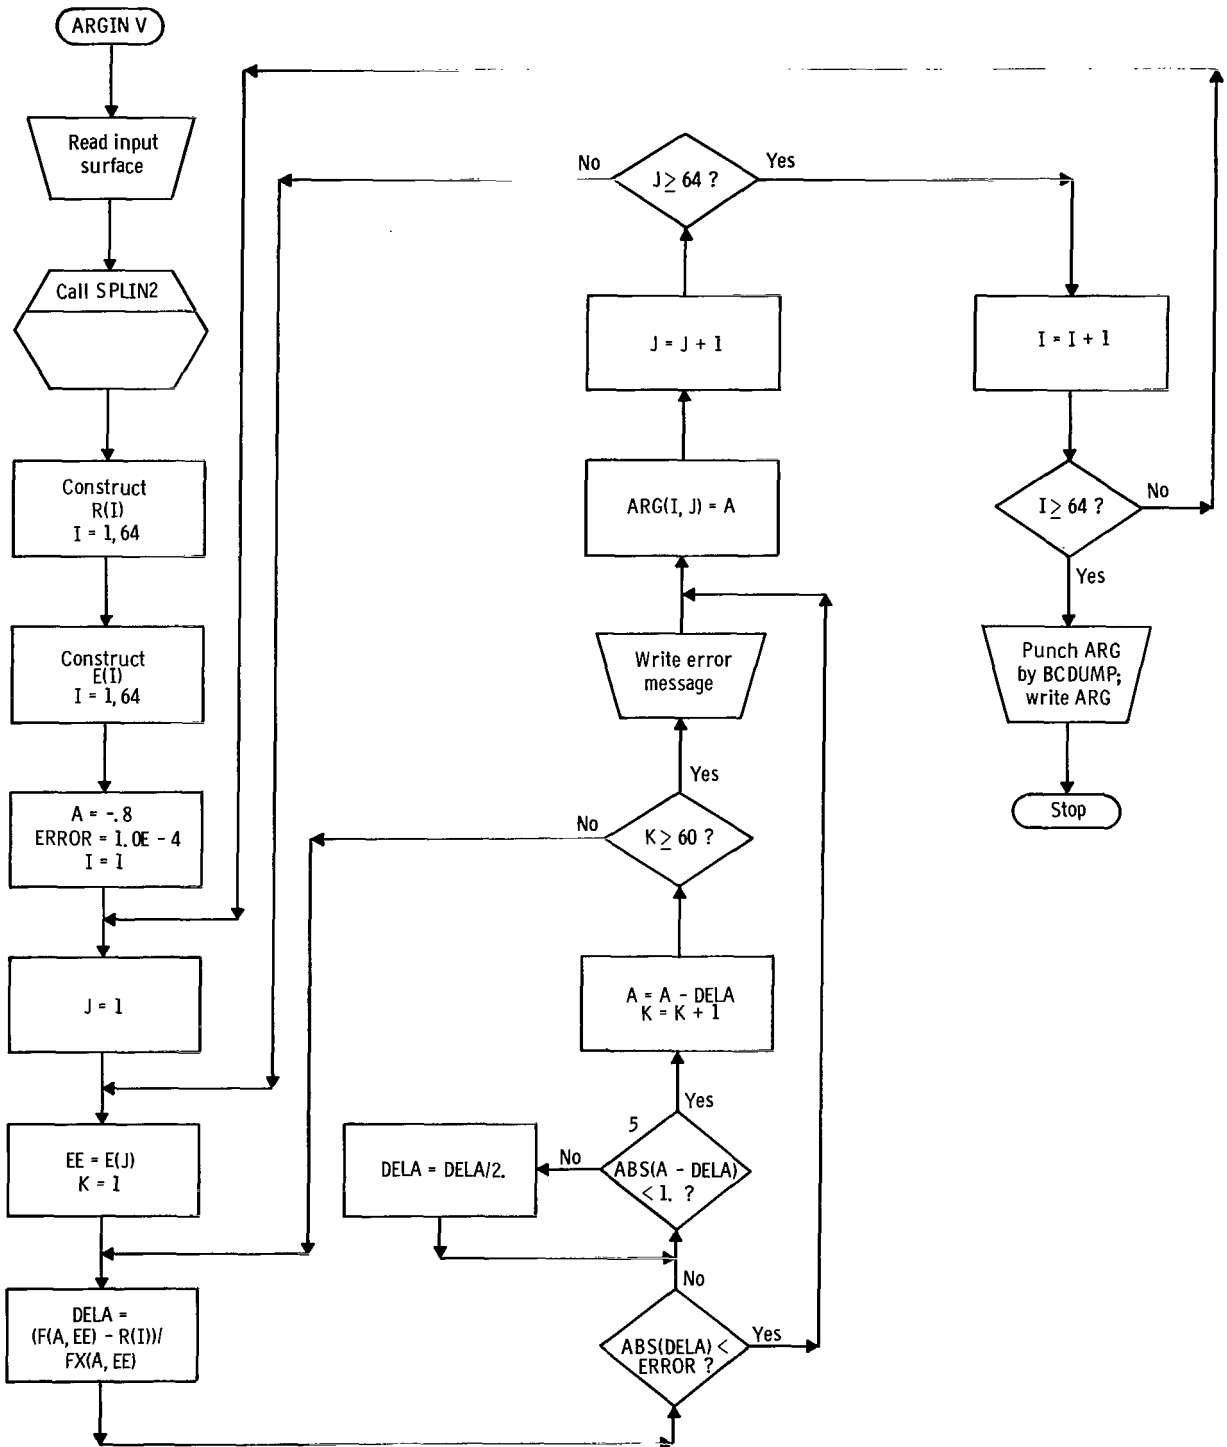 ARGIN V
Read input
surface
Call SPLIN2
Construct
R(I)
I = 1, 64
Construct
E(I)
I = 1, 64
A = -.8
ERROR = 1.0E - 4
I = 1
J = 1
EE = E(J)
K = 1
DELA =
(F(A, EE) - R(I))/
FX(A, EE)
ABS(DELA) <
ERROR ?
Yes
No
5
ABS(A - DELA)
< 1. ?
No
DELA = DELA/2.
Yes
A = A - DELA
K = K + 1
K ≥ 60 ?
No
Yes
Write error
message
ARG(I, J) = A
J = J + 1
J ≥ 64 ?
No
Yes
I = I + 1
I ≥ 64 ?
No
Yes
Punch ARG
by BCDUMP;
write ARG
Stop